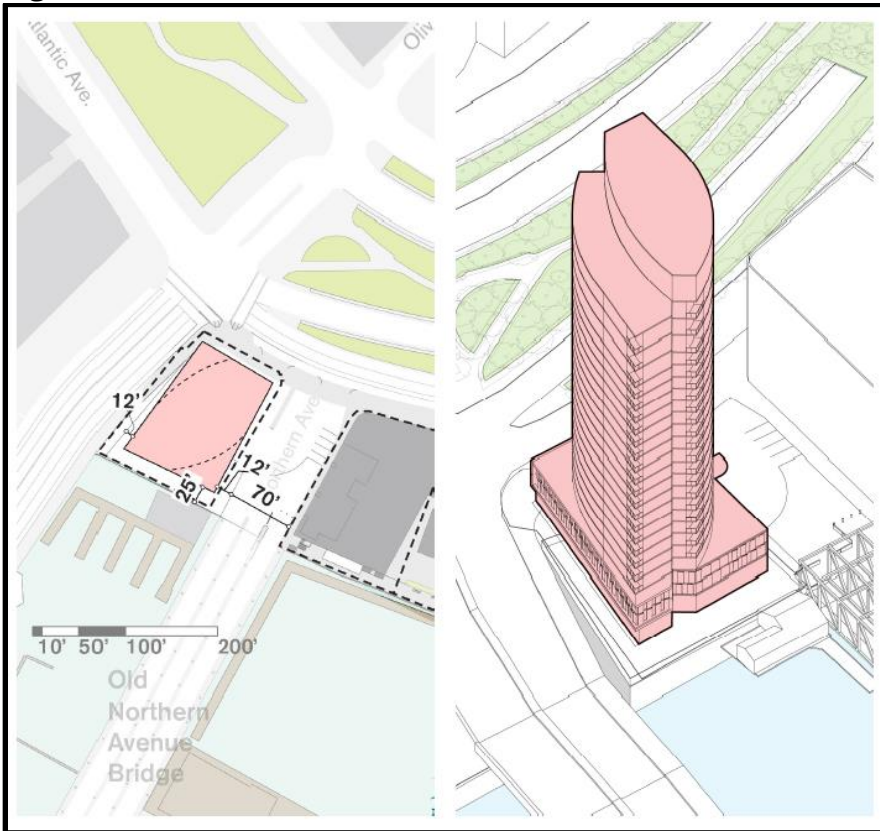 Atlantic Ave.
12'
Northern Ave.
12'
25'
70'
10' 50' 100' 200'
Old
Northern
Avenue
Bridge